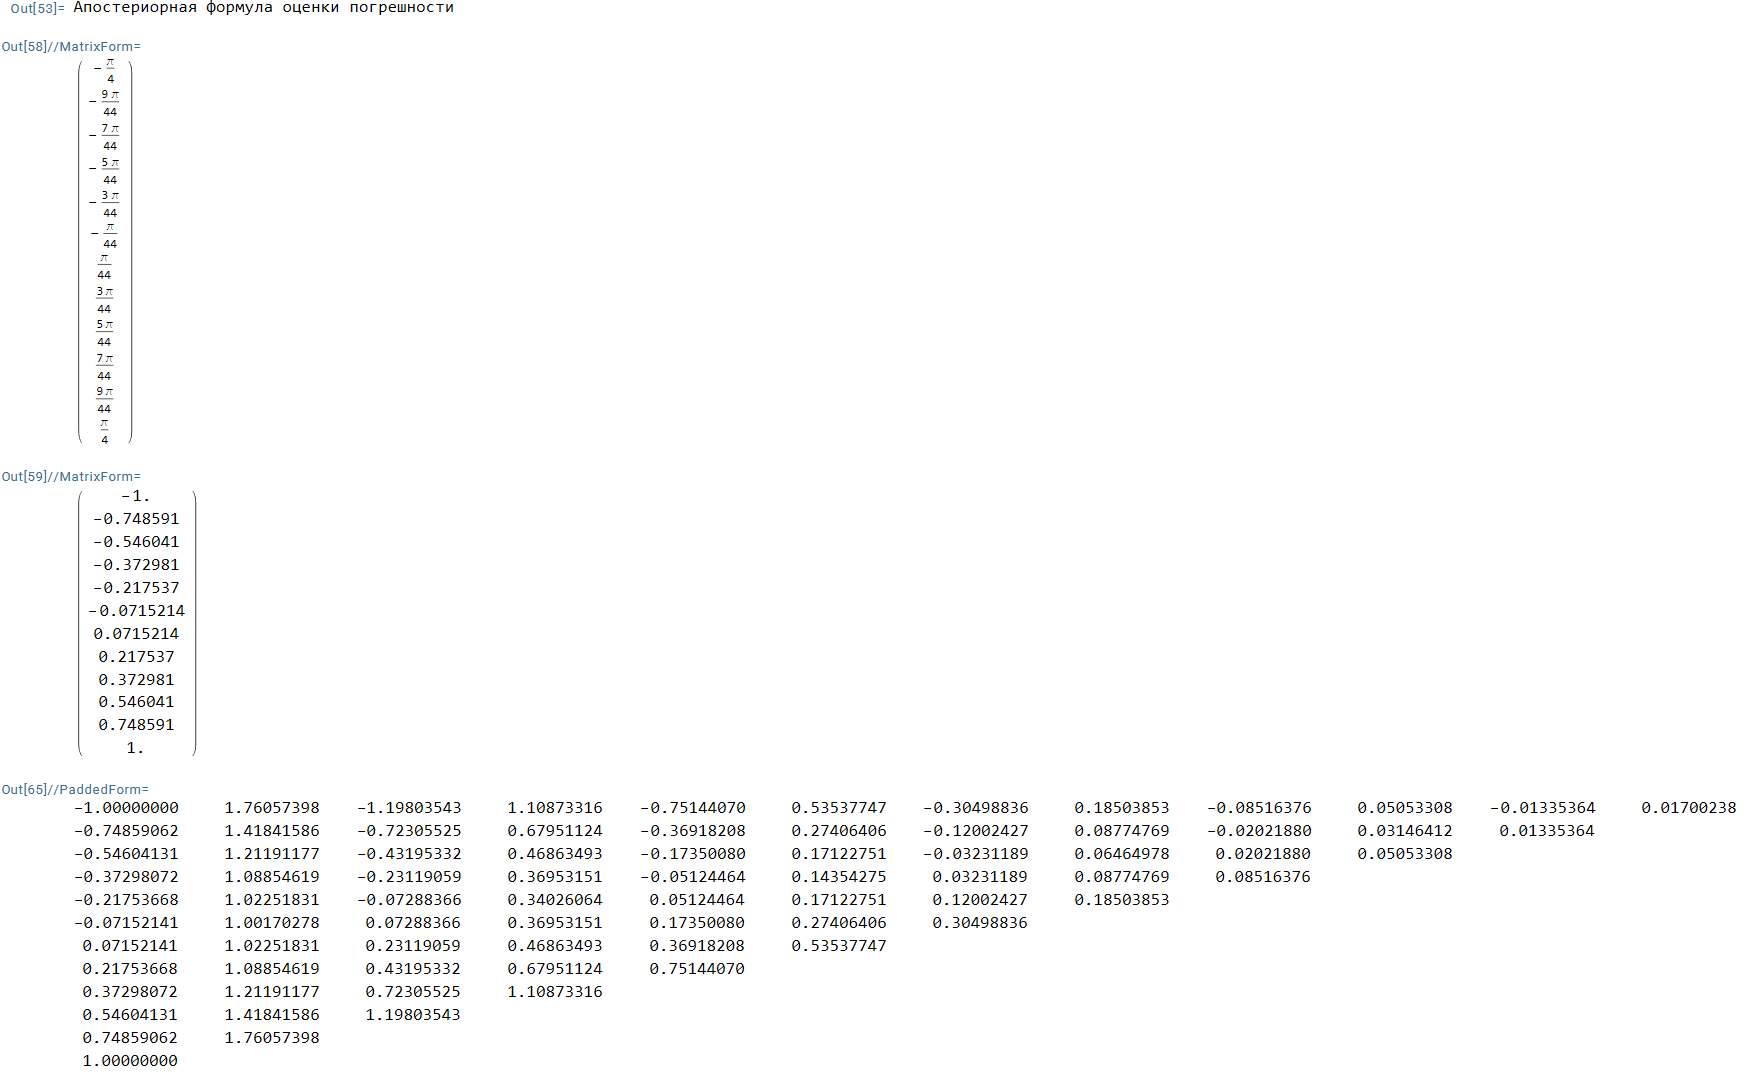 Out[53]= Апостериорная формула оценки погрешности
Out[58]//MatrixForm=
- π/4
- 9 π/44
- 7 π/44
- 5 π/44
- 3 π/44
- π/44
π/44
3 π/44
5 π/44
7 π/44
9 π/44
π/4
Out[59]//MatrixForm=
-1.
-0.748591
-0.546041
-0.372981
-0.217537
-0.0715214
0.0715214
0.217537
0.372981
0.546041
0.748591
1.
Out[65]//PaddedForm=
-1.00000000 1.76057398 -1.19803543 1.10873316 -0.75144070 0.53537747 -0.30498836 0.18503853 -0.08516376 0.05053308 -0.01335364 0.01700238
-0.74859062 1.41841586 -0.72305525 0.67951124 -0.36918208 0.27406406 -0.12002427 0.08774769 -0.02021880 0.03146412 0.01335364
-0.54604131 1.21191177 -0.43195332 0.46863493 -0.17350080 0.17122751 -0.03231189 0.06464978 0.02021880 0.05053308
-0.37298072 1.08854619 -0.23119059 0.36953151 -0.05124464 0.14354275 0.03231189 0.08774769 0.08516376
-0.21753668 1.02251831 -0.07288366 0.34026064 0.05124464 0.17122751 0.12002427 0.18503853
-0.07152141 1.00170278 0.07288366 0.36953151 0.17350080 0.27406406 0.30498836
0.07152141 1.02251831 0.23119059 0.46863493 0.36918208 0.53537747
0.21753668 1.08854619 0.43195332 0.67951124 0.75144070
0.37298072 1.21191177 0.72305525 1.10873316
0.54604131 1.41841586 1.19803543
0.74859062 1.76057398
1.00000000